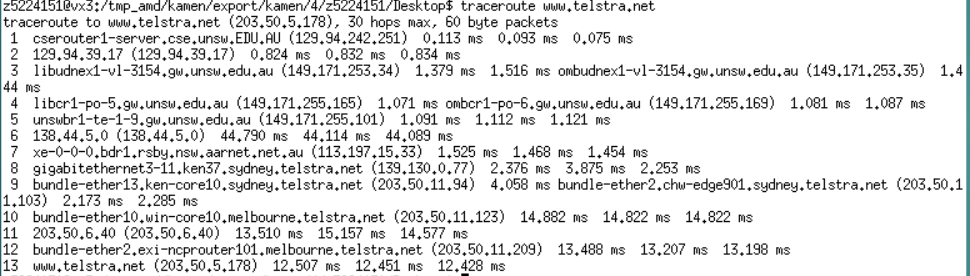 z5224151@vx3:/tmp_amd/kamen/export/kamen/4/z5224151/Desktop$ traceroute www.telstra.net
traceroute to www.telstra.net (203.50.5.178), 30 hops max, 60 byte packets
 1  cserouter1-server.cse.unsw.EDU.AU (129.94.242.251)  0.113 ms  0.093 ms  0.075 ms
 2  129.94.39.17 (129.94.39.17)  0.824 ms  0.832 ms  0.834 ms
 3  libudnex1-vl-3154.gw.unsw.edu.au (149.171.253.34)  1.379 ms  1.516 ms ombudnex1-vl-3154.gw.unsw.edu.au (149.171.253.35)  1.4
44 ms
 4  libcr1-po-5.gw.unsw.edu.au (149.171.255.165)  1.071 ms ombcr1-po-6.gw.unsw.edu.au (149.171.255.169)  1.081 ms  1.087 ms
 5  unswbr1-te-1-9.gw.unsw.edu.au (149.171.255.101)  1.091 ms  1.112 ms  1.121 ms
 6  138.44.5.0 (138.44.5.0)  44.790 ms  44.114 ms  44.089 ms
 7  xe-0-0-0.bdr1.rsby.nsw.aarnet.net.au (113.197.15.33)  1.525 ms  1.468 ms  1.454 ms
 8  gigabitethernet3-11.ken37.sydney.telstra.net (139.130.0.77)  2.376 ms  3.875 ms  2.253 ms
 9  bundle-ether13.ken-core10.sydney.telstra.net (203.50.11.94)  4.058 ms bundle-ether2.chw-edge901.sydney.telstra.net (203.50.1
1.103)  2.173 ms  2.285 ms
10  bundle-ether10.win-core10.melbourne.telstra.net (203.50.11.123)  14.882 ms  14.822 ms  14.822 ms
11  203.50.6.40 (203.50.6.40)  13.510 ms  15.157 ms  14.577 ms
12  bundle-ether2.exi-ncprouter101.melbourne.telstra.net (203.50.11.209)  13.488 ms  13.207 ms  13.198 ms
13  www.telstra.net (203.50.5.178)  12.507 ms  12.451 ms  12.428 ms